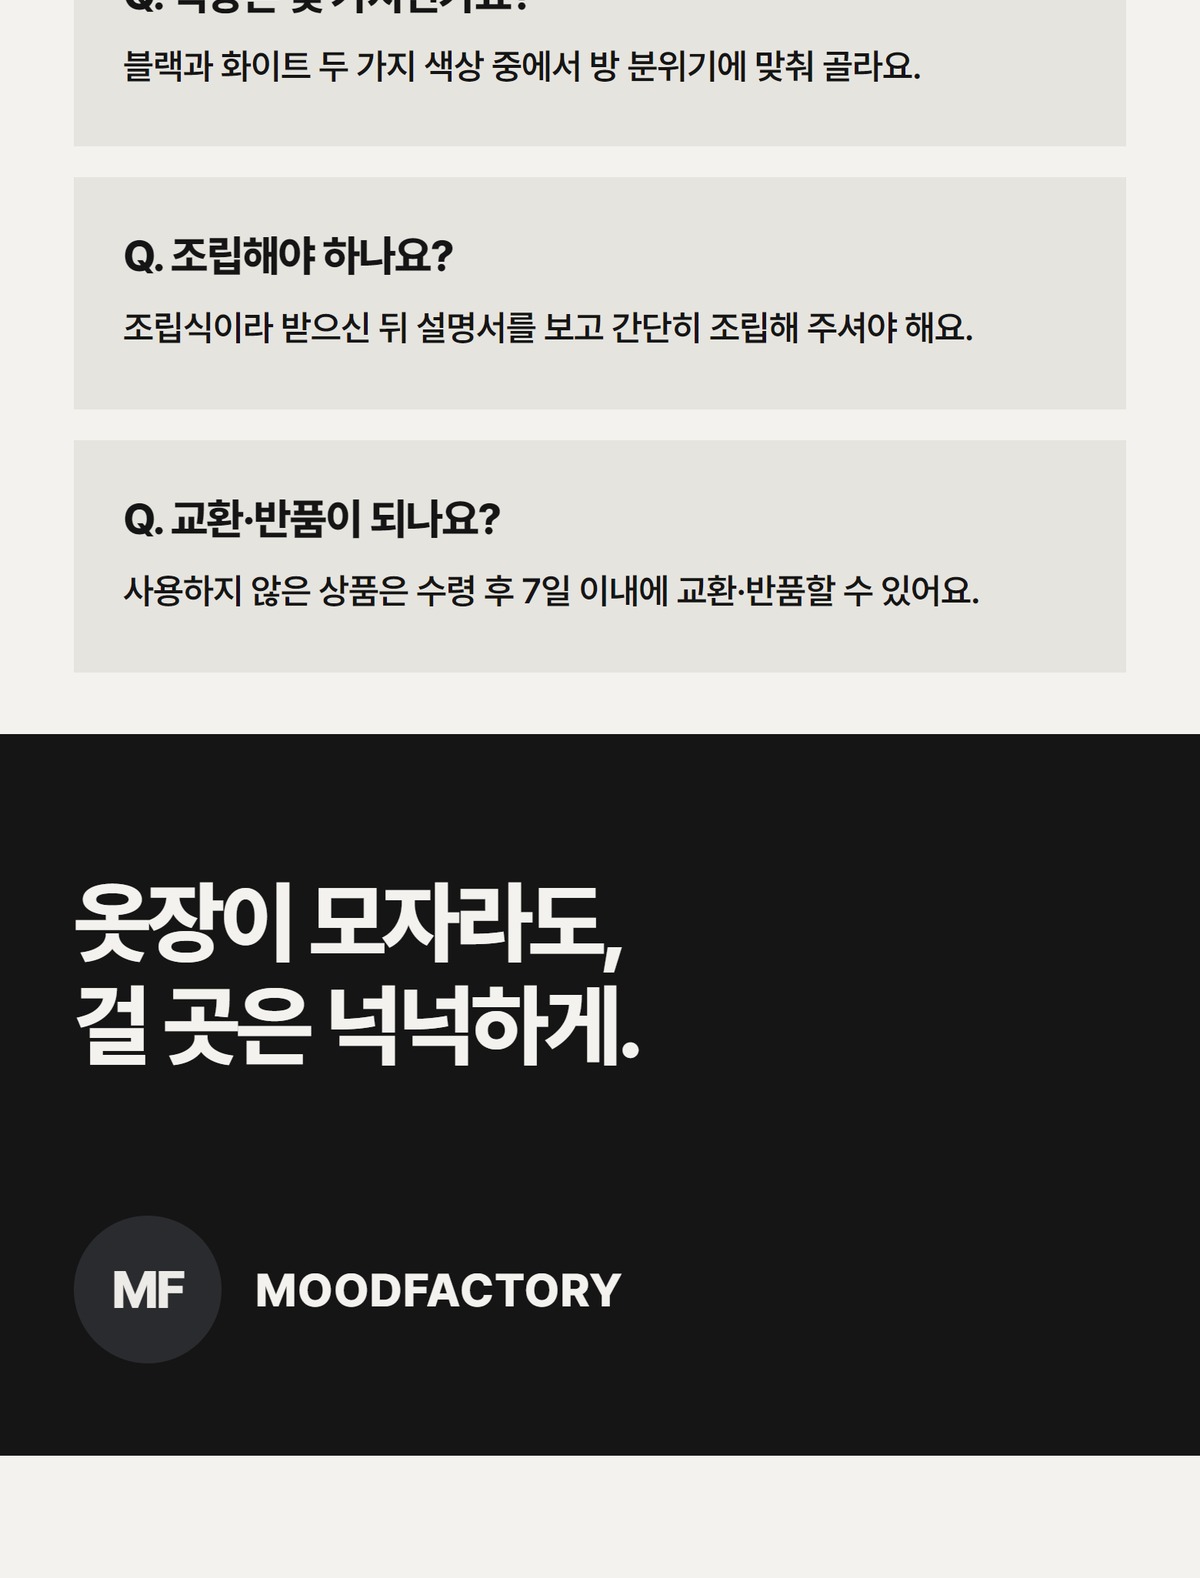 블랙과 화이트 두 가지 색상 중에서 방 분위기에 맞춰 골라요.
Q. 조립해야 하나요?
조립식이라 받으신 뒤 설명서를 보고 간단히 조립해 주셔야 해요.
Q. 교환·반품이 되나요?
사용하지 않은 상품은 수령 후 7일 이내에 교환·반품할 수 있어요.
옷장이 모자라도,
걸 곳은 넉넉하게.
MF MOODFACTORY